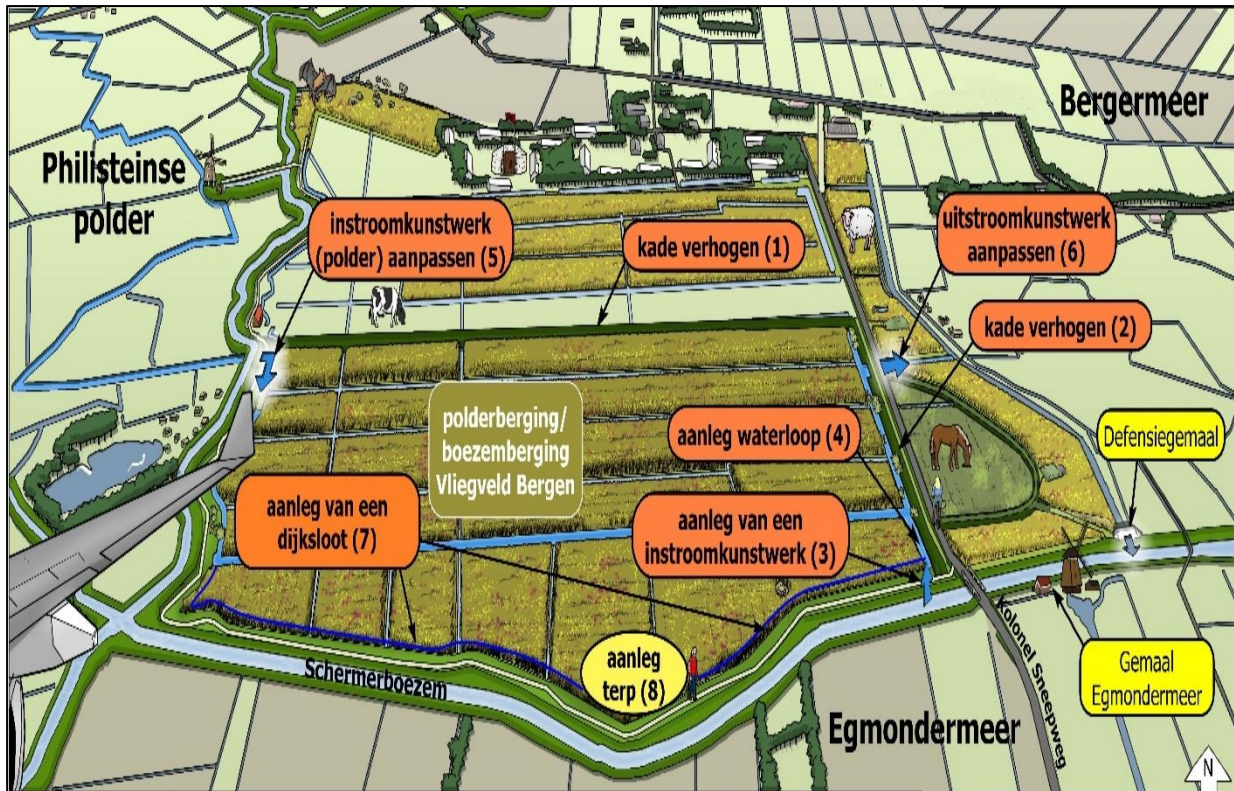 Bergermeer
Philisteinse
polder
instroomkunstwerk
(polder) aanpassen (5)
kade verhogen (1)
uitstroomkunstwerk
aanpassen (6)
kade verhogen (2)
polderberging/
boezemberging
Vliegveld Bergen
aanleg waterloop (4)
Defensiegemaal
aanleg van een
dijksloot (7)
aanleg van een
instroomkunstwerk (3)
Kolonel Sneepweg
aanleg
terp (8)
Schermerboezem
Gemaal
Egmondermeer
Egmondermeer
N